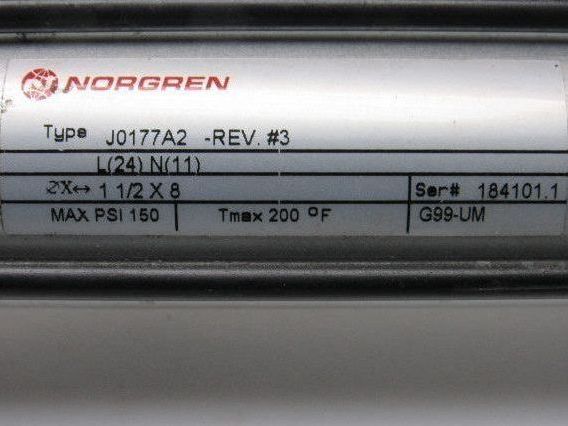 NORGREN
Type J0177A2 -REV. #3
L(24) N(11)
⌀X↔ 1 1/2 X 8 Ser# 184101.1
MAX PSI 150 Tmax 200 °F G99-UM